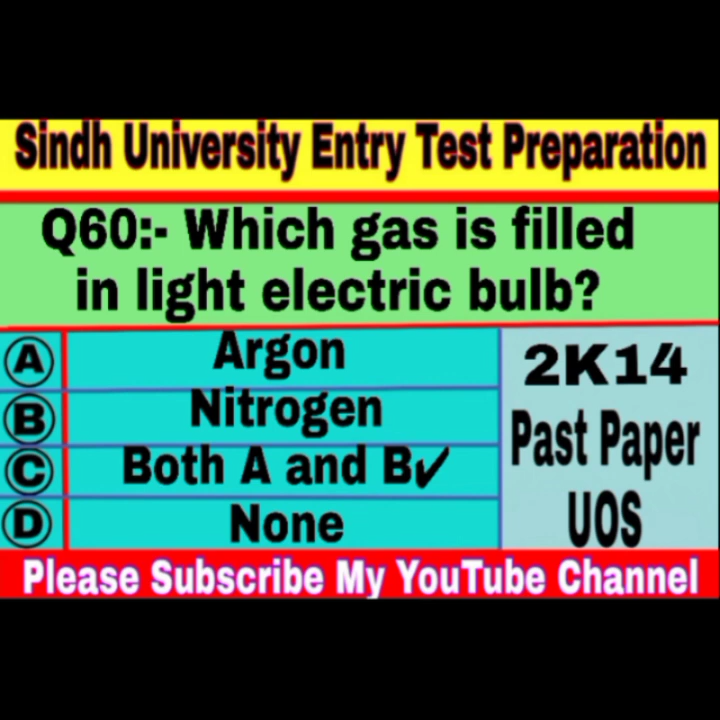 Sindh University Entry Test Preparation
Q60:- Which gas is filled
in light electric bulb?
A Argon
B Nitrogen
C Both A and B✓
D None
2K14
Past Paper
UOS
Please Subscribe My YouTube Channel